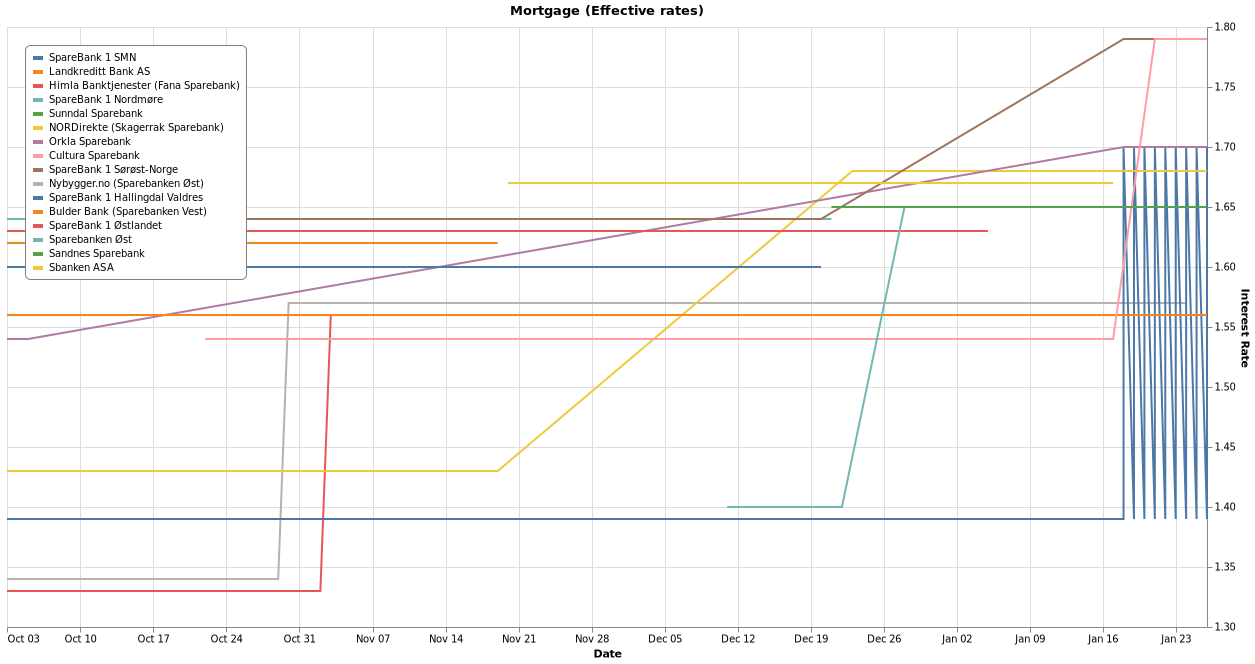 Mortgage (Effective rates)
SpareBank 1 SMN
Landkreditt Bank AS
Himla Banktjenester (Fana Sparebank)
SpareBank 1 Nordmøre
Sunndal Sparebank
NORDirekte (Skagerrak Sparebank)
Orkla Sparebank
Cultura Sparebank
SpareBank 1 Sørøst-Norge
Nybygger.no (Sparebanken Øst)
SpareBank 1 Hallingdal Valdres
Bulder Bank (Sparebanken Vest)
SpareBank 1 Østlandet
Sparebanken Øst
Sandnes Sparebank
Sbanken ASA
1.80
1.75
1.70
1.65
1.60
1.55
1.50
1.45
1.40
1.35
1.30
Interest Rate
Oct 03 Oct 10 Oct 17 Oct 24 Oct 31 Nov 07 Nov 14 Nov 21 Nov 28 Dec 05 Dec 12 Dec 19 Dec 26 Jan 02 Jan 09 Jan 16 Jan 23
Date